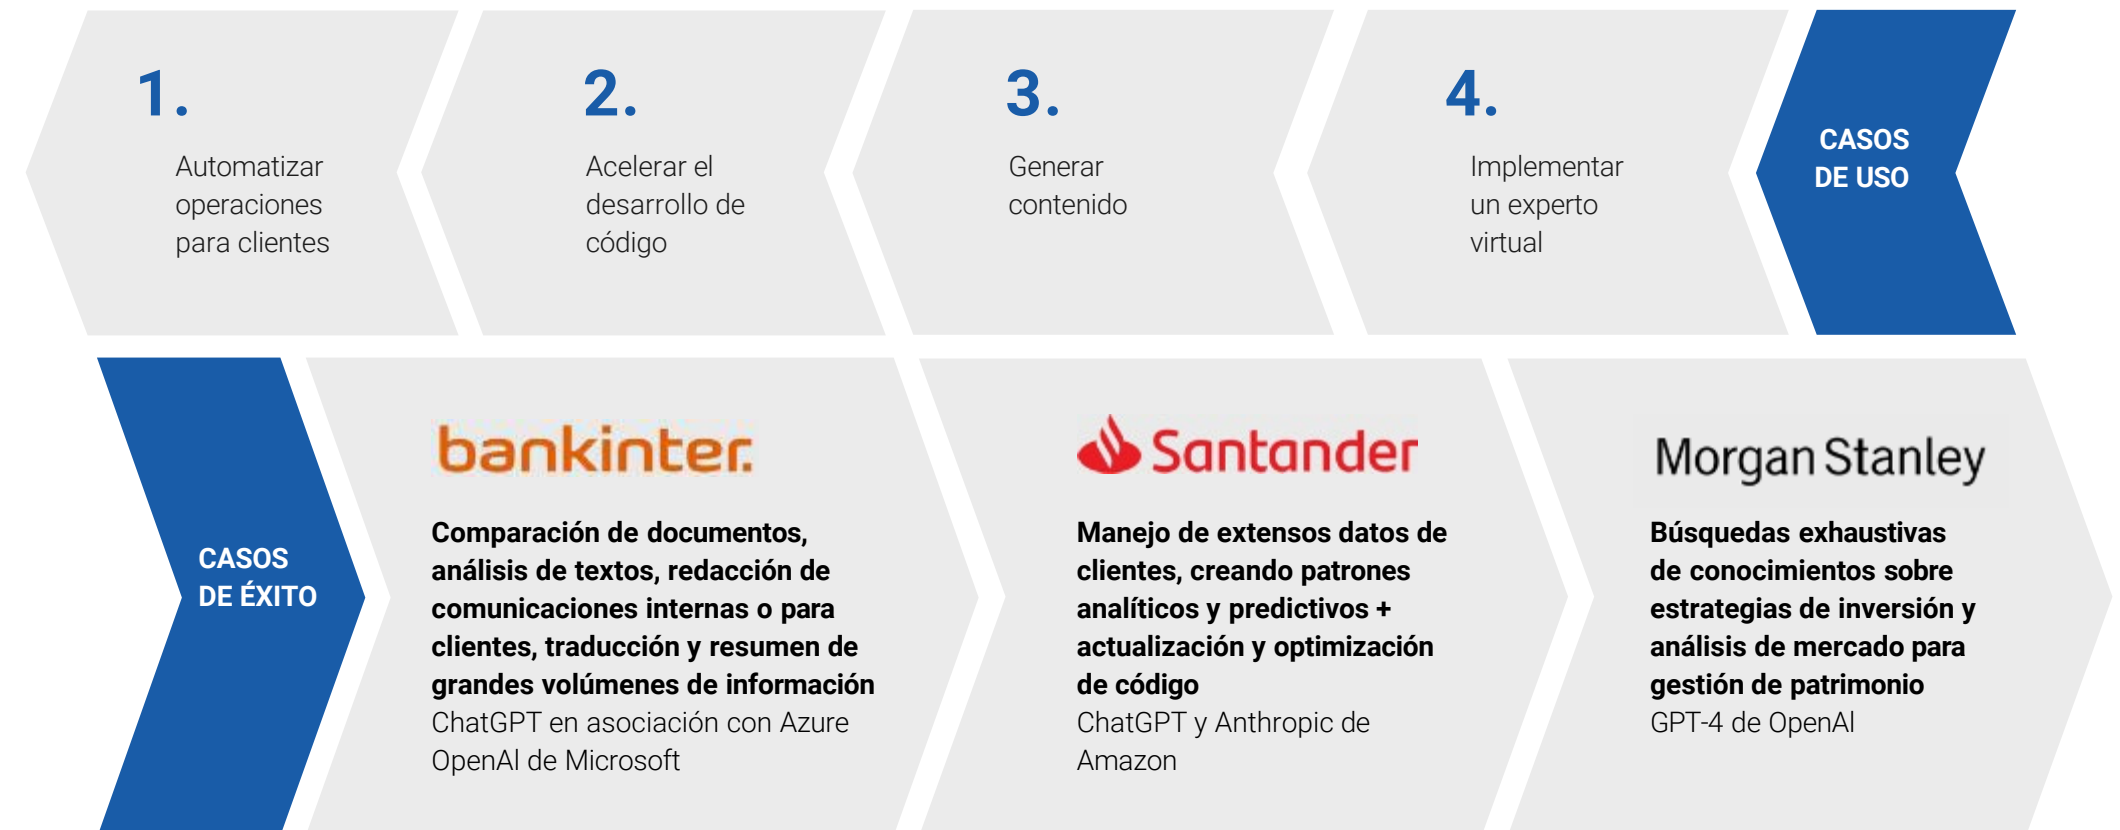 1.
Automatizar
operaciones
para clientes
2.
Acelerar el
desarrollo de
código
3.
Generar
contenido
4.
Implementar
un experto
virtual
CASOS
DE USO
CASOS
DE ÉXITO
bankinter.
Comparación de documentos,
análisis de textos, redacción de
comunicaciones internas o para
clientes, traducción y resumen de
grandes volúmenes de información
ChatGPT en asociación con Azure
OpenAl de Microsoft
Santander
Manejo de extensos datos de
clientes, creando patrones
analíticos y predictivos +
actualización y optimización
de código
ChatGPT y Anthropic de
Amazon
Morgan Stanley
Búsquedas exhaustivas
de conocimientos sobre
estrategias de inversión y
análisis de mercado para
gestión de patrimonio
GPT-4 de OpenAl